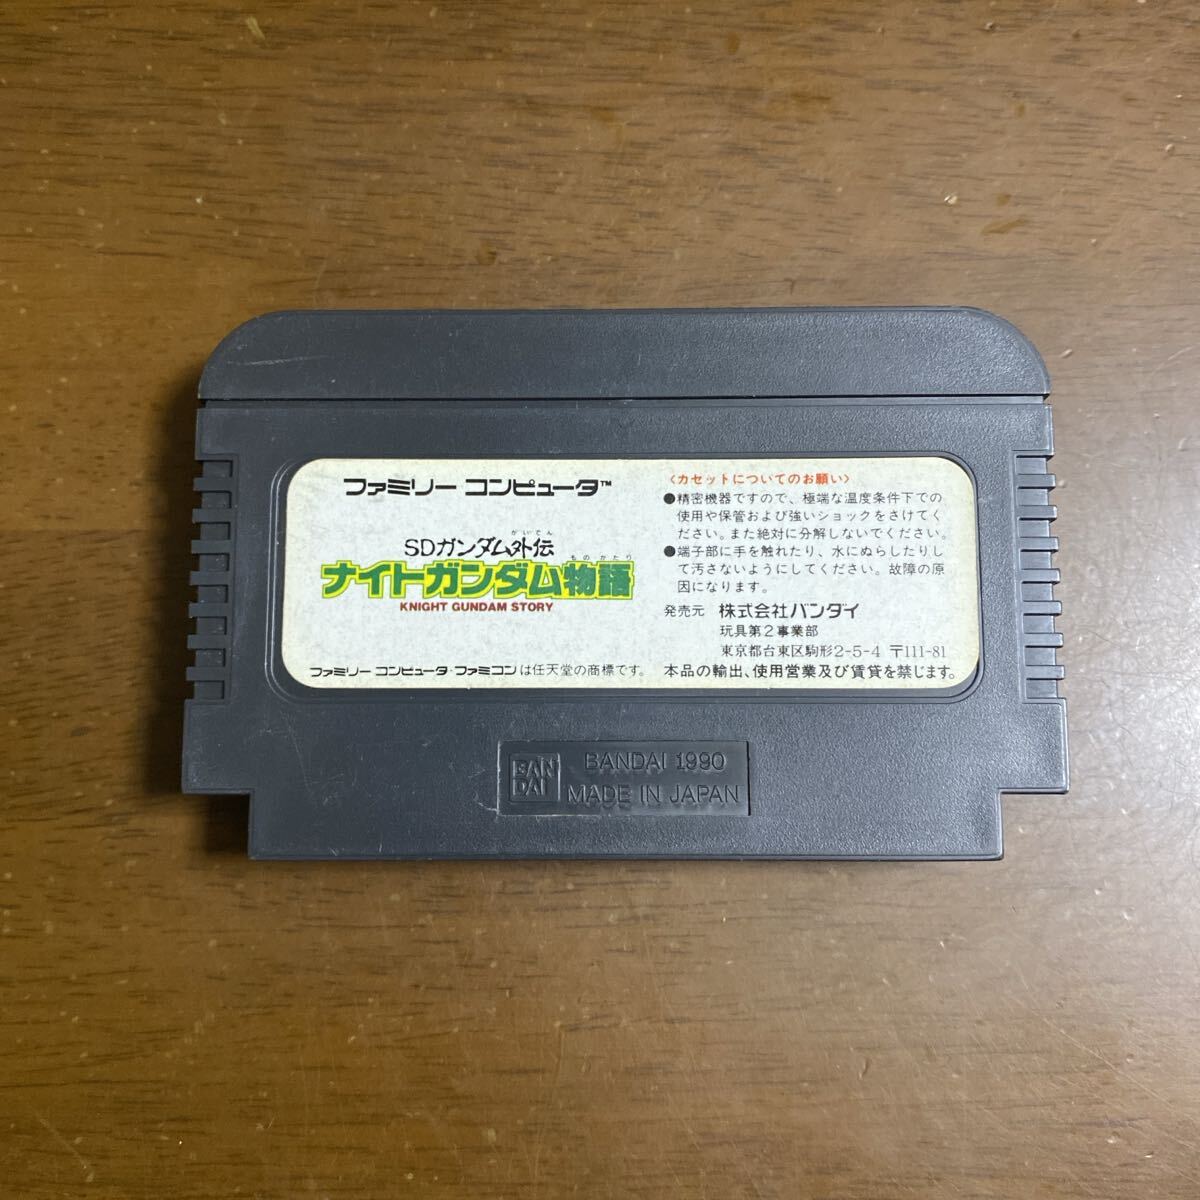 ファミリー コンピュータ™
がいでん
SDガンダム外伝
ものがたり
ナイトガンダム物語
KNIGHT GUNDAM STORY
ファミリー コンピュータ・ファミコンは任天堂の商標です。
〈カセットについてのお願い〉
●精密機器ですので、極端な温度条件下での
使用や保管および強いショックをさけてく
ださい。また絶対に分解しないでください。
●端子部に手を触れたり、水にぬらしたりし
て汚さないようにしてください。故障の原
因になります。
発売元 株式会社バンダイ
玩具第2事業部
東京都台東区駒形2-5-4 〒111-81
本品の輸出、使用営業及び賃貸を禁じます。
BAN
DAI
BANDAI 1990
MADE IN JAPAN